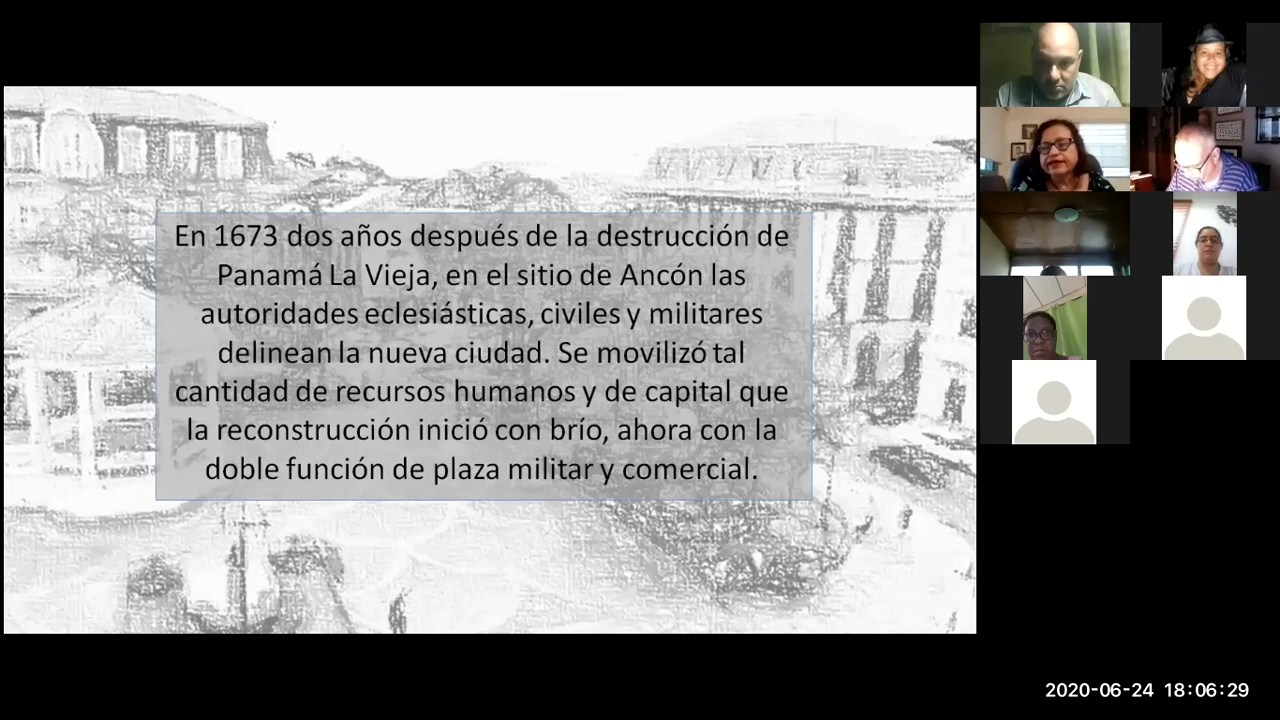 En 1673 dos años después de la destrucción de
Panamá La Vieja, en el sitio de Ancón las
autoridades eclesiásticas, civiles y militares
delinean la nueva ciudad. Se movilizó tal
cantidad de recursos humanos y de capital que
la reconstrucción inició con brío, ahora con la
doble función de plaza militar y comercial.
2020-06-24 18:06:29